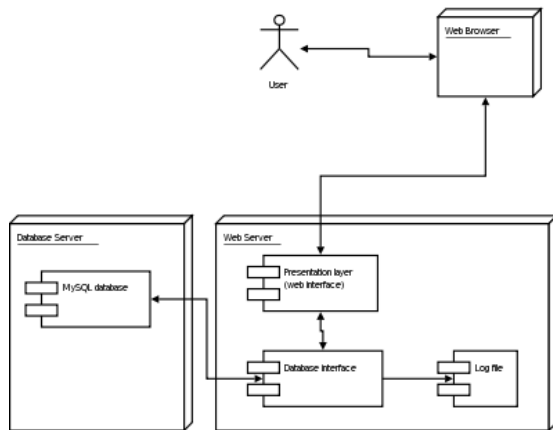 Web Browser
User
Database Server
Web Server
MySQL database
Presentation layer
(web interface)
Database Interface
Log file